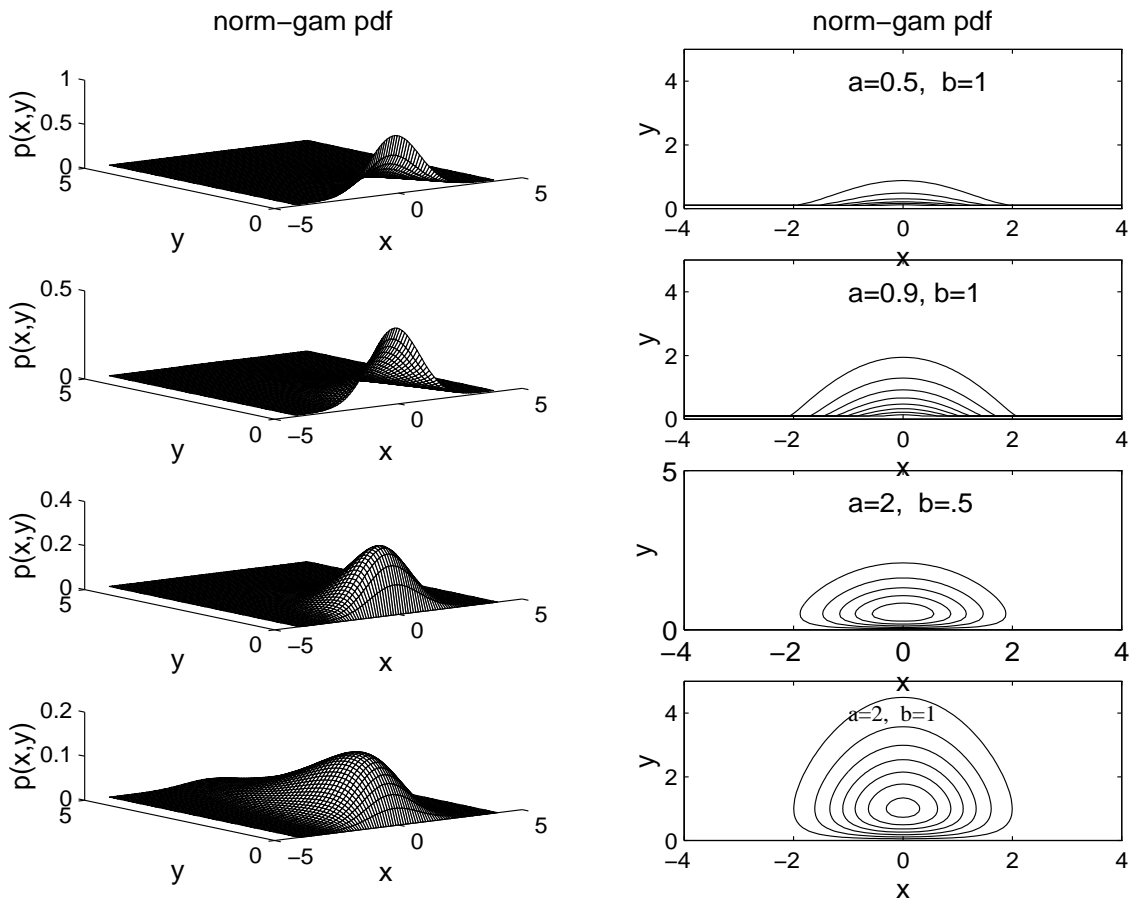 norm−gam pdf
p(x,y)
1
0.5
0
5
0
−5
0
5
y
x
p(x,y)
0.5
0
5
0
−5
0
5
y
x
p(x,y)
0.4
0.2
0
5
0
−5
0
5
y
x
p(x,y)
0.2
0.1
0
5
0
−5
0
5
y
x
norm−gam pdf
a=0.5, b=1
y
4
2
0
−4 −2 0 2 4
x
a=0.9, b=1
y
4
2
0
−4 −2 0 2 4
x
a=2, b=.5
y
5
0
−4 −2 0 2 4
x
a=2, b=1
y
4
2
0
−4 −2 0 2 4
x